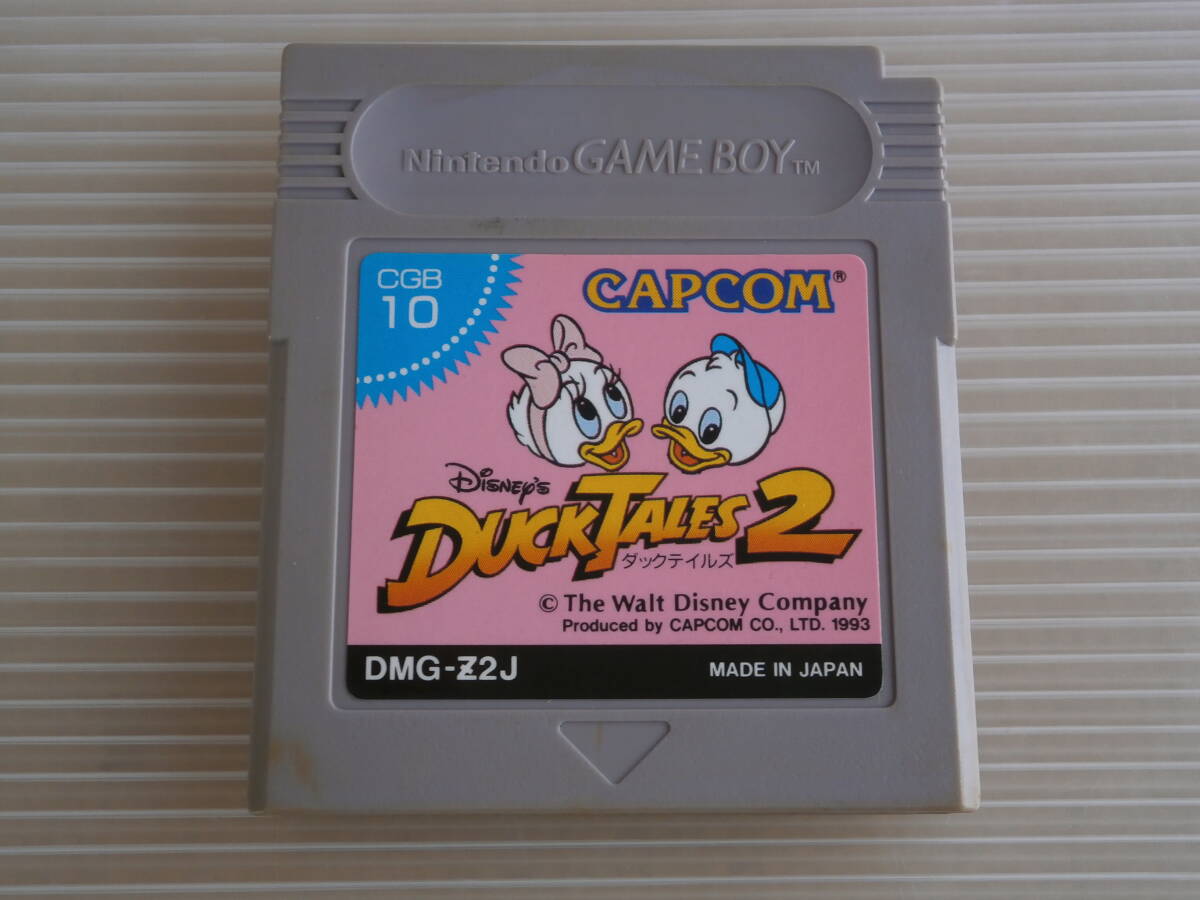 Nintendo GAME BOY TM
CGB
10
CAPCOM®
DISNEY'S
DUCKTALES 2
ダックテイルズ
© The Walt Disney Company
Produced by CAPCOM CO., LTD. 1993
DMG-Z2J
MADE IN JAPAN